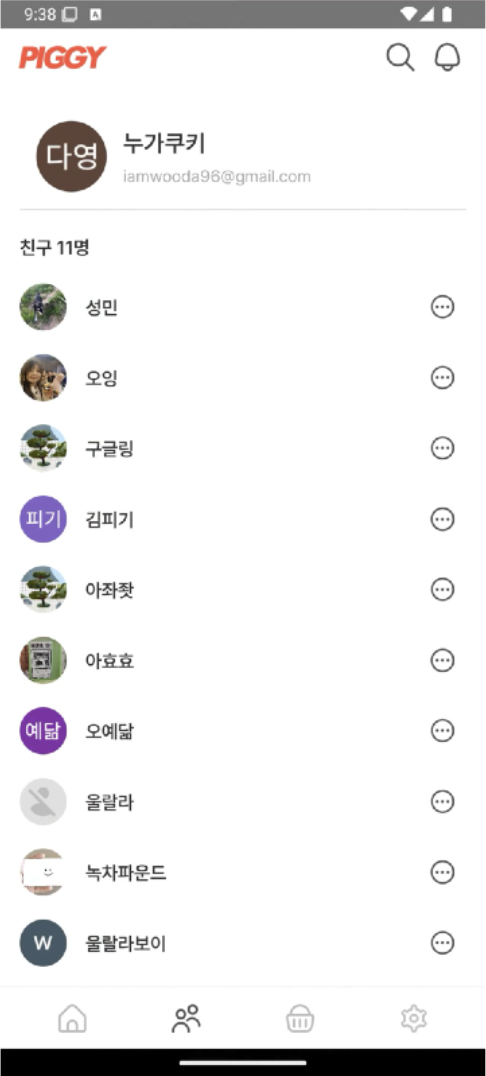 9:38
A
PIGGY
다영
누가쿠키
iamwooda96@gmail.com
친구 11명
성민
오잉
구글링
피기
김피기
아좌좟
아효효
예닮
오예닮
울랄라
녹차파운드
W
울랄라보이